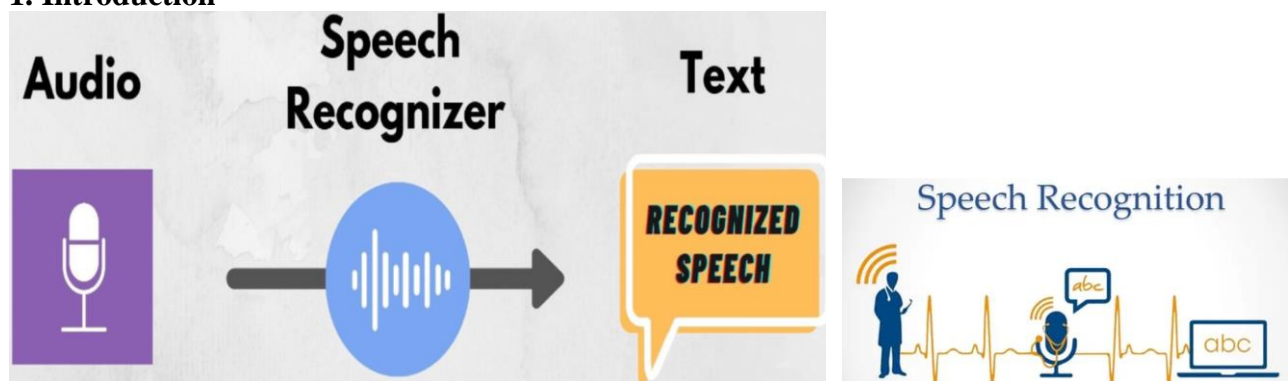 1. Introduction
Audio
Speech
Recognizer
Text
RECOGNIZED
SPEECH
Speech Recognition
abc
abc